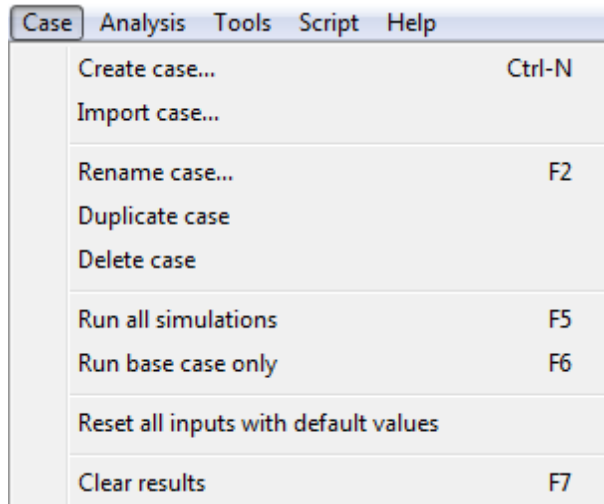 Case Analysis Tools Script Help
Create case... Ctrl-N
Import case...
Rename case... F2
Duplicate case
Delete case
Run all simulations F5
Run base case only F6
Reset all inputs with default values
Clear results F7